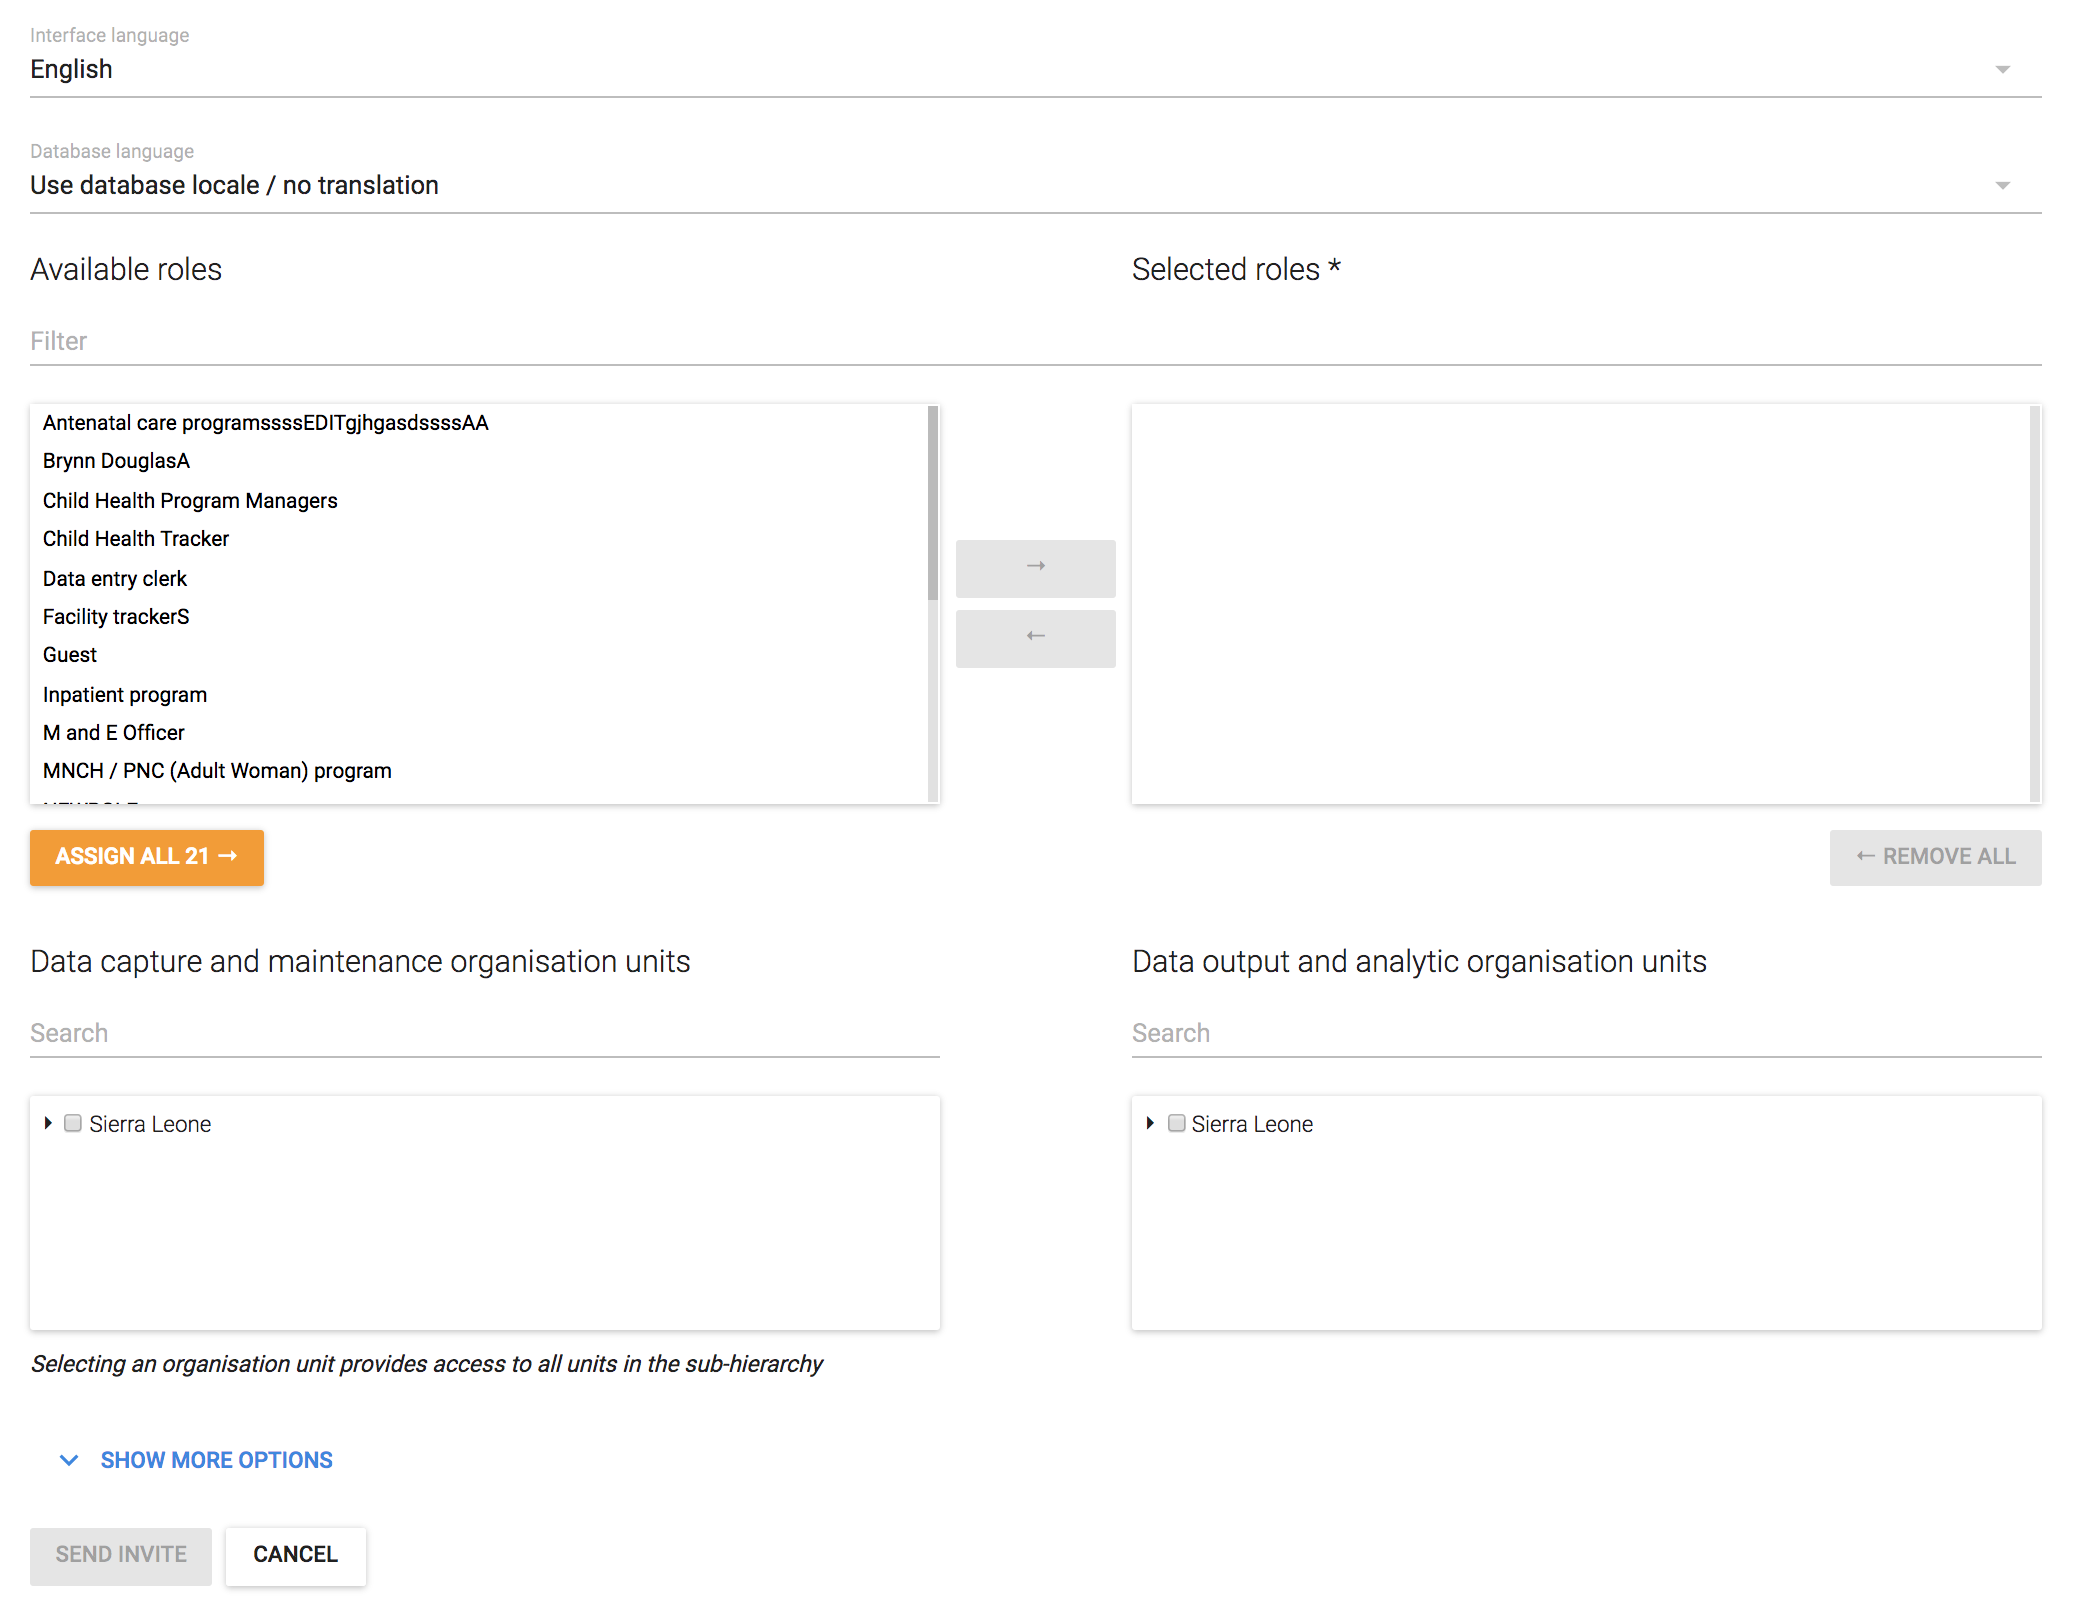 Interface language
English
Database language
Use database locale / no translation
Available roles
Selected roles *
Filter
Antenatal care programssssEDITgjhgasdssssAA
Brynn DouglasA
Child Health Program Managers
Child Health Tracker
Data entry clerk
Facility trackerS
Guest
Inpatient program
M and E Officer
MNCH / PNC (Adult Woman) program
→
←
ASSIGN ALL 21 →
← REMOVE ALL
Data capture and maintenance organisation units
Data output and analytic organisation units
Search
Search
Sierra Leone
Sierra Leone
Selecting an organisation unit provides access to all units in the sub-hierarchy
SHOW MORE OPTIONS
SEND INVITE
CANCEL